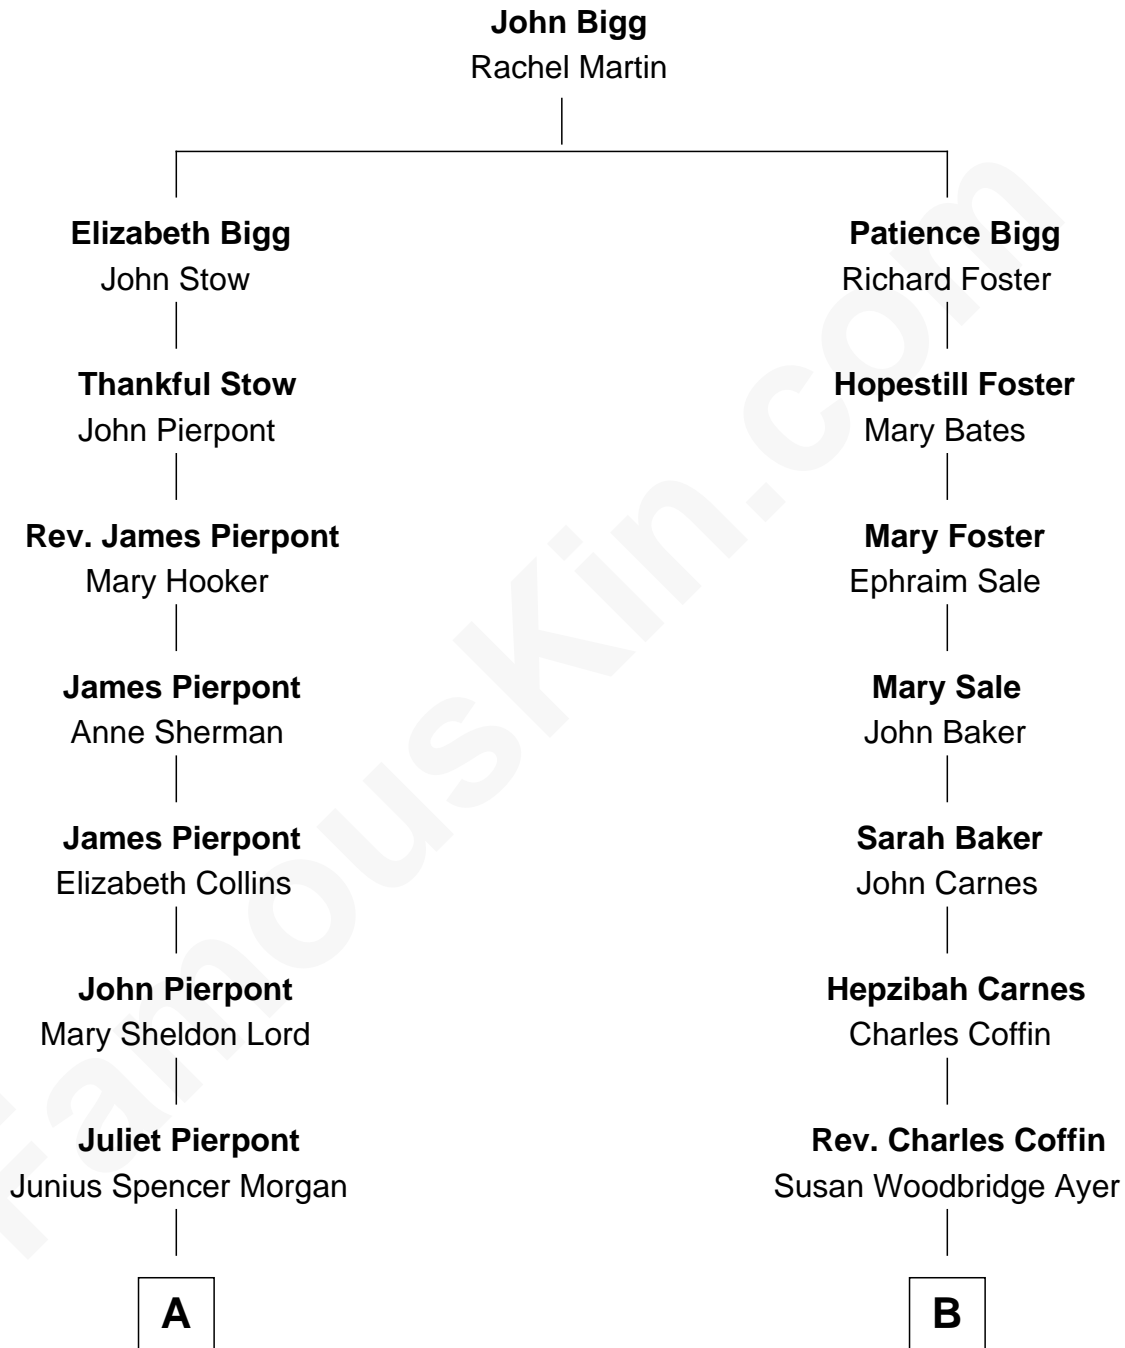 John Bigg
Rachel Martin
Elizabeth Bigg
John Stow
Patience Bigg
Richard Foster
Thankful Stow
John Pierpont
Hopestill Foster
Mary Bates
Rev. James Pierpont
Mary Hooker
Mary Foster
Ephraim Sale
James Pierpont
Anne Sherman
Mary Sale
John Baker
James Pierpont
Elizabeth Collins
Sarah Baker
John Carnes
John Pierpont
Mary Sheldon Lord
Hepzibah Carnes
Charles Coffin
Juliet Pierpont
Junius Spencer Morgan
Rev. Charles Coffin
Susan Woodbridge Ayer
A
B
FamousKin.com